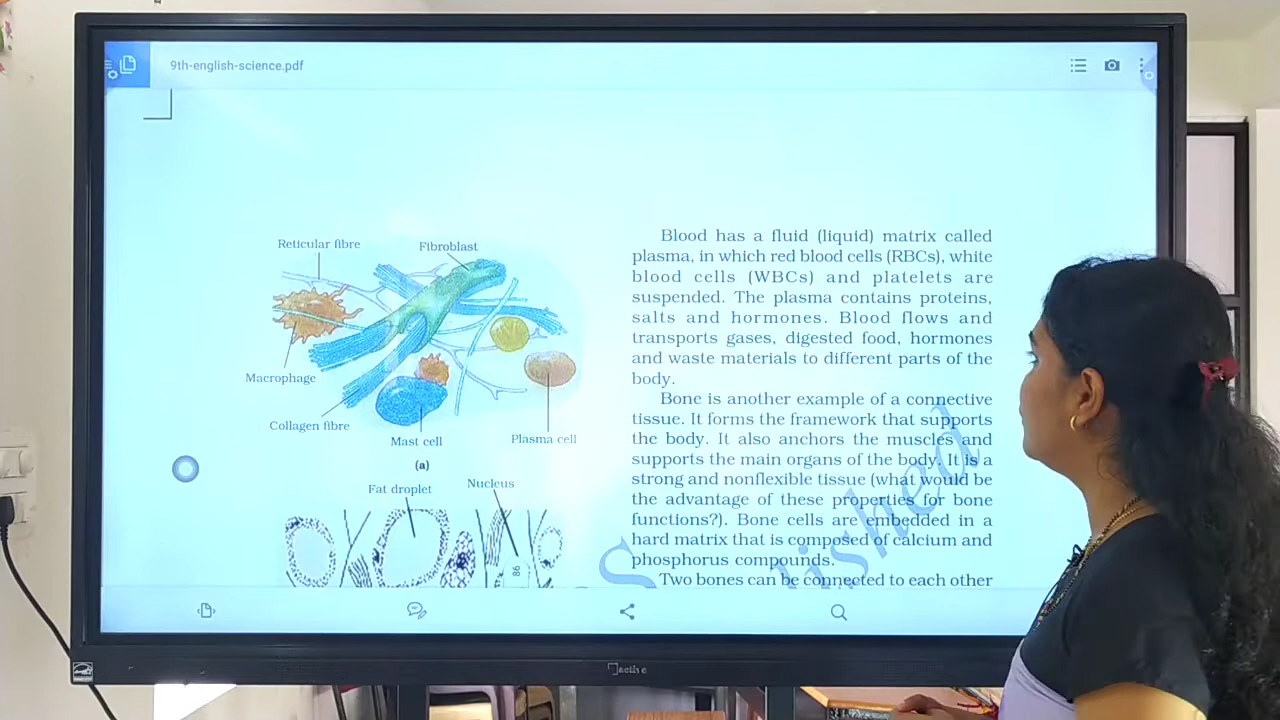 9th-english-science.pdf
Reticular fibre
Fibroblast
Macrophage
Collagen fibre
Mast cell
Plasma cell
(a)
Fat droplet
Nucleus
98
Blood has a fluid (liquid) matrix called
plasma, in which red blood cells (RBCs), white
blood cells (WBCs) and platelets are
suspended. The plasma contains proteins,
salts and hormones. Blood flows and
transports gases, digested food, hormones
and waste materials to different parts of the
body.
Bone is another example of a connective
tissue. It forms the framework that supports
the body. It also anchors the muscles and
supports the main organs of the body. It is a
strong and nonflexible tissue (what would be
the advantage of these properties for bone
functions?). Bone cells are embedded in a
hard matrix that is composed of calcium and
phosphorus compounds.
Two bones can be connected to each other